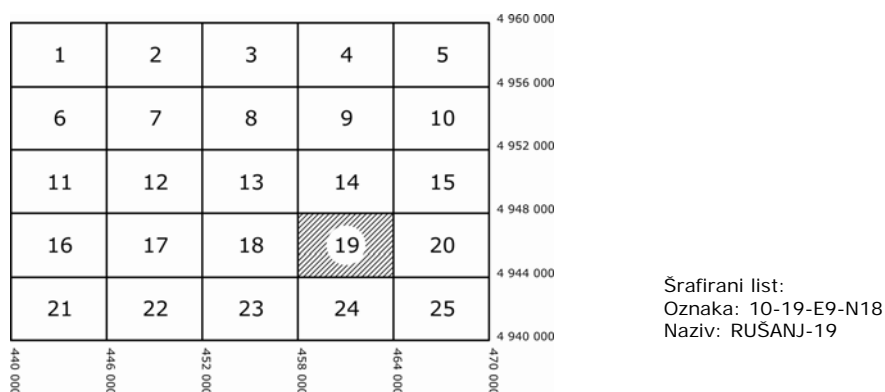 4 960 000
1 2 3 4 5
4 956 000
6 7 8 9 10
4 952 000
11 12 13 14 15
4 948 000
16 17 18 19 20
4 944 000
21 22 23 24 25
4 940 000
440 000 446 000 452 000 458 000 464 000 470 000
Šrafirani list:
Oznaka: 10-19-E9-N18
Naziv: RUŠANJ-19